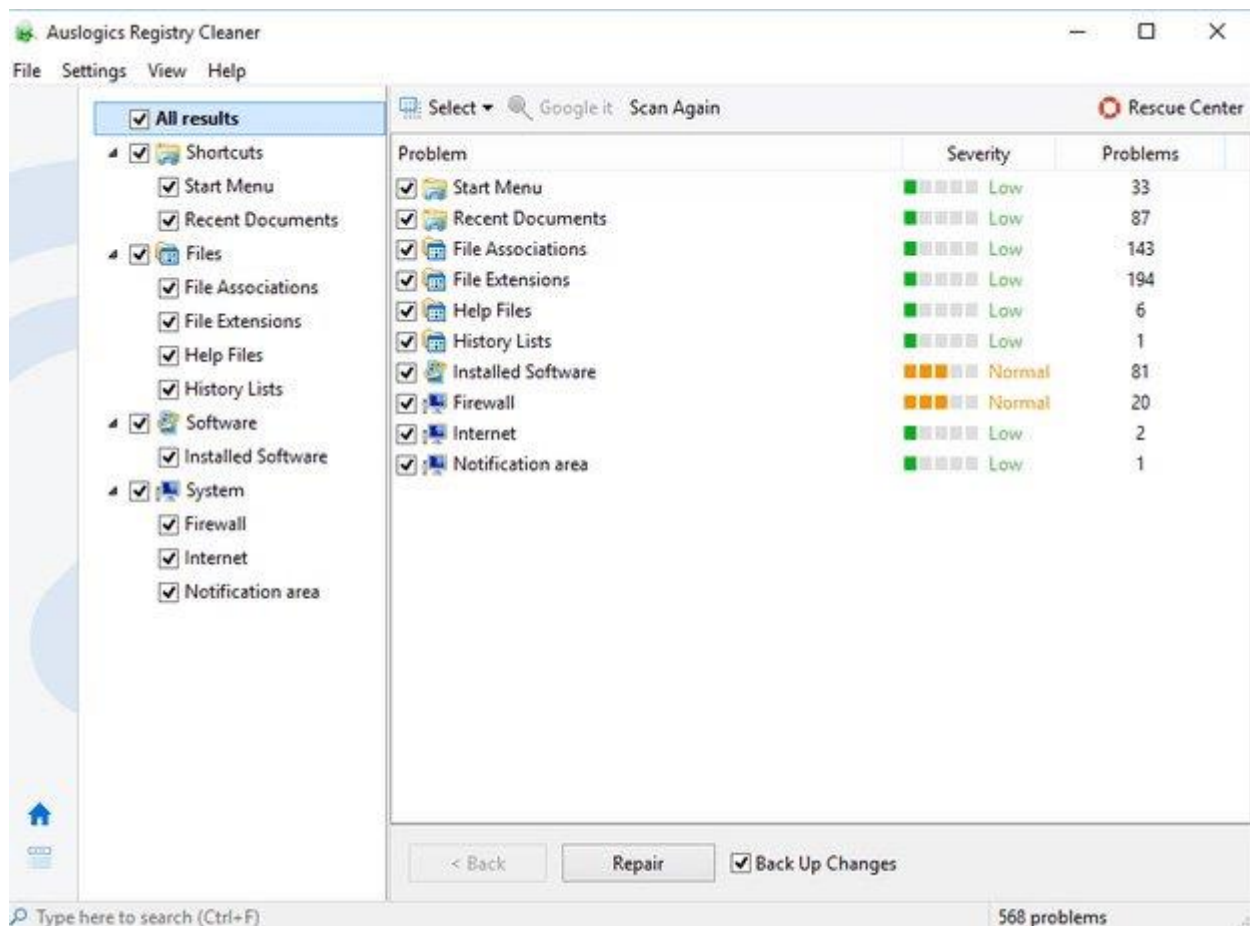 Auslogics Registry Cleaner
File Settings View Help
All results
Shortcuts
Start Menu
Recent Documents
Files
File Associations
File Extensions
Help Files
History Lists
Software
Installed Software
System
Firewall
Internet
Notification area
Select Google it Scan Again Rescue Center
Problem Severity Problems
Start Menu Low 33
Recent Documents Low 87
File Associations Low 143
File Extensions Low 194
Help Files Low 6
History Lists Low 1
Installed Software Normal 81
Firewall Normal 20
Internet Low 2
Notification area Low 1
< Back Repair Back Up Changes
Type here to search (Ctrl+F) 568 problems